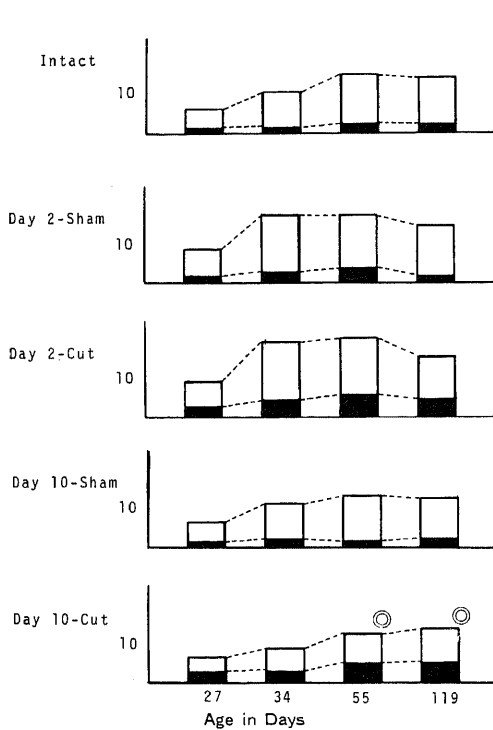 Intact
10
Day 2-Sham
10
Day 2-Cut
10
Day 10-Sham
10
Day 10-Cut
10
27 34 55 119
Age in Days